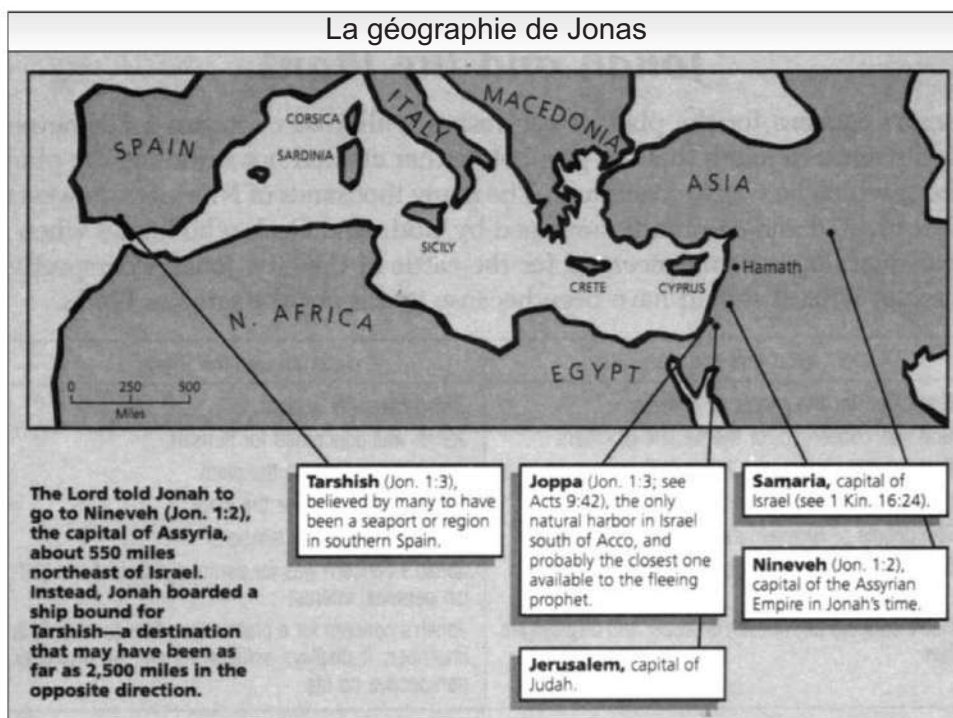 La géographie de Jonas
SPAIN
CORSICA
SARDINIA
ITALY
MACEDONIA
ASIA
SICILY
CRETE
CYPRUS
Hamath
N. AFRICA
EGYPT
0 250 500
Miles
The Lord told Jonah to
go to Nineveh (Jon. 1:2),
the capital of Assyria,
about 550 miles
northeast of Israel.
Instead, Jonah boarded a
ship bound for
Tarshish—a destination
that may have been as
far as 2,500 miles in the
opposite direction.
Tarshish (Jon. 1:3),
believed by many to have
been a seaport or region
in southern Spain.
Joppa (Jon. 1:3; see
Acts 9:42), the only
natural harbor in Israel
south of Acco, and
probably the closest one
available to the fleeing
prophet.
Jerusalem, capital of
Judah.
Samaria, capital of
Israel (see 1 Kin. 16:24).
Nineveh (Jon. 1:2),
capital of the Assyrian
Empire in Jonah's time.